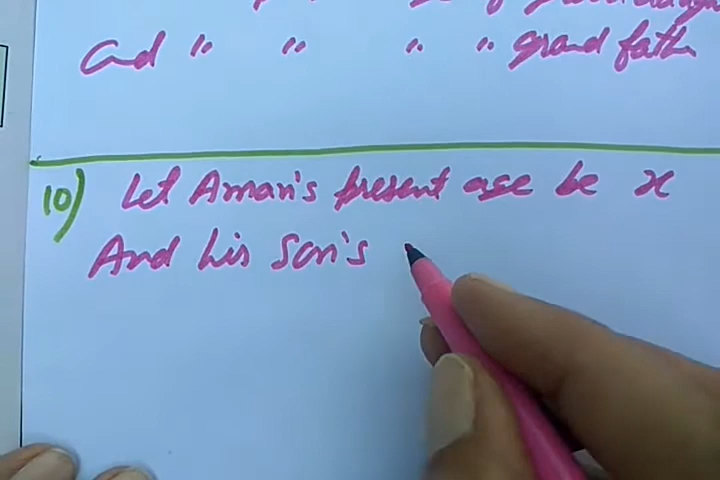 And " " " " grand father
10) Let Aman's present age be x
And his Son's